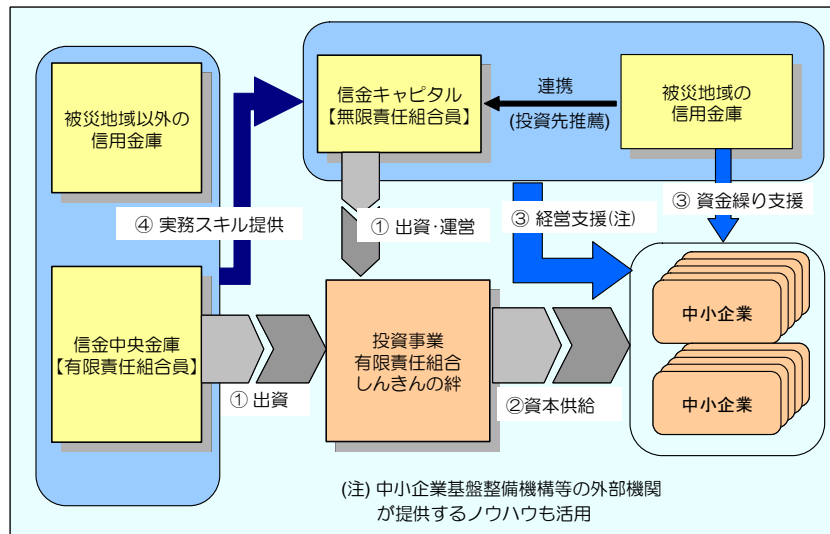 被災地域以外の
信用金庫
信金キャピタル
【無限責任組合員】
連携
(投資先推薦)
被災地域の
信用金庫
④ 実務スキル提供
① 出資・運営
③ 経営支援(注)
③ 資金繰り支援
信金中央金庫
【有限責任組合員】
① 出資
投資事業
有限責任組合
しんきんの絆
②資本供給
中小企業
中小企業
(注) 中小企業基盤整備機構等の外部機関
が提供するノウハウも活用